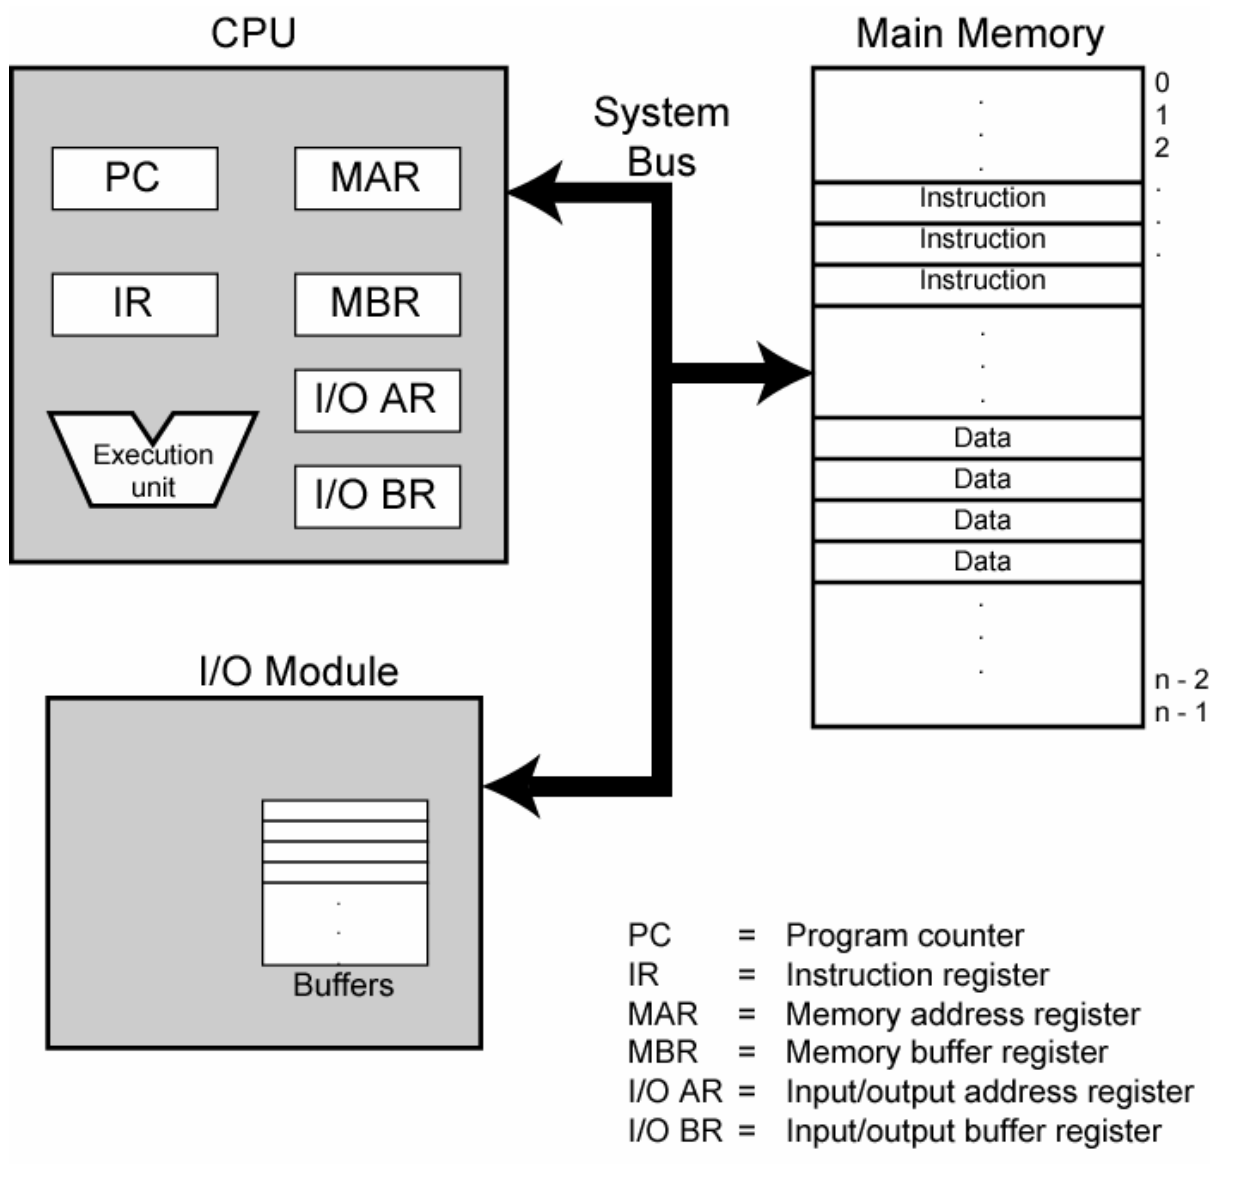 CPU
PC
MAR
IR
MBR
I/O AR
I/O BR
Execution
unit
System
Bus
Main Memory
0
1
2
.
.
.
.
.
.
Instruction
Instruction
Instruction
.
.
.
Data
Data
Data
Data
.
.
.
n - 2
n - 1
I/O Module
.
.
.
Buffers
PC = Program counter
IR = Instruction register
MAR = Memory address register
MBR = Memory buffer register
I/O AR = Input/output address register
I/O BR = Input/output buffer register